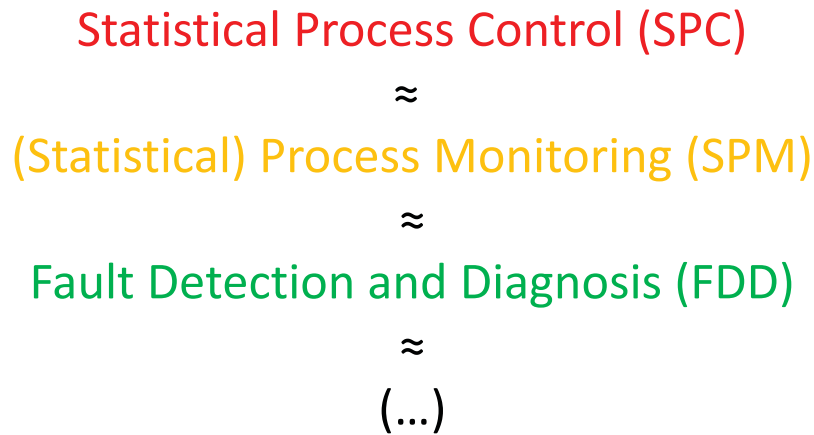 Statistical Process Control (SPC)
≈
(Statistical) Process Monitoring (SPM)
≈
Fault Detection and Diagnosis (FDD)
≈
(...)